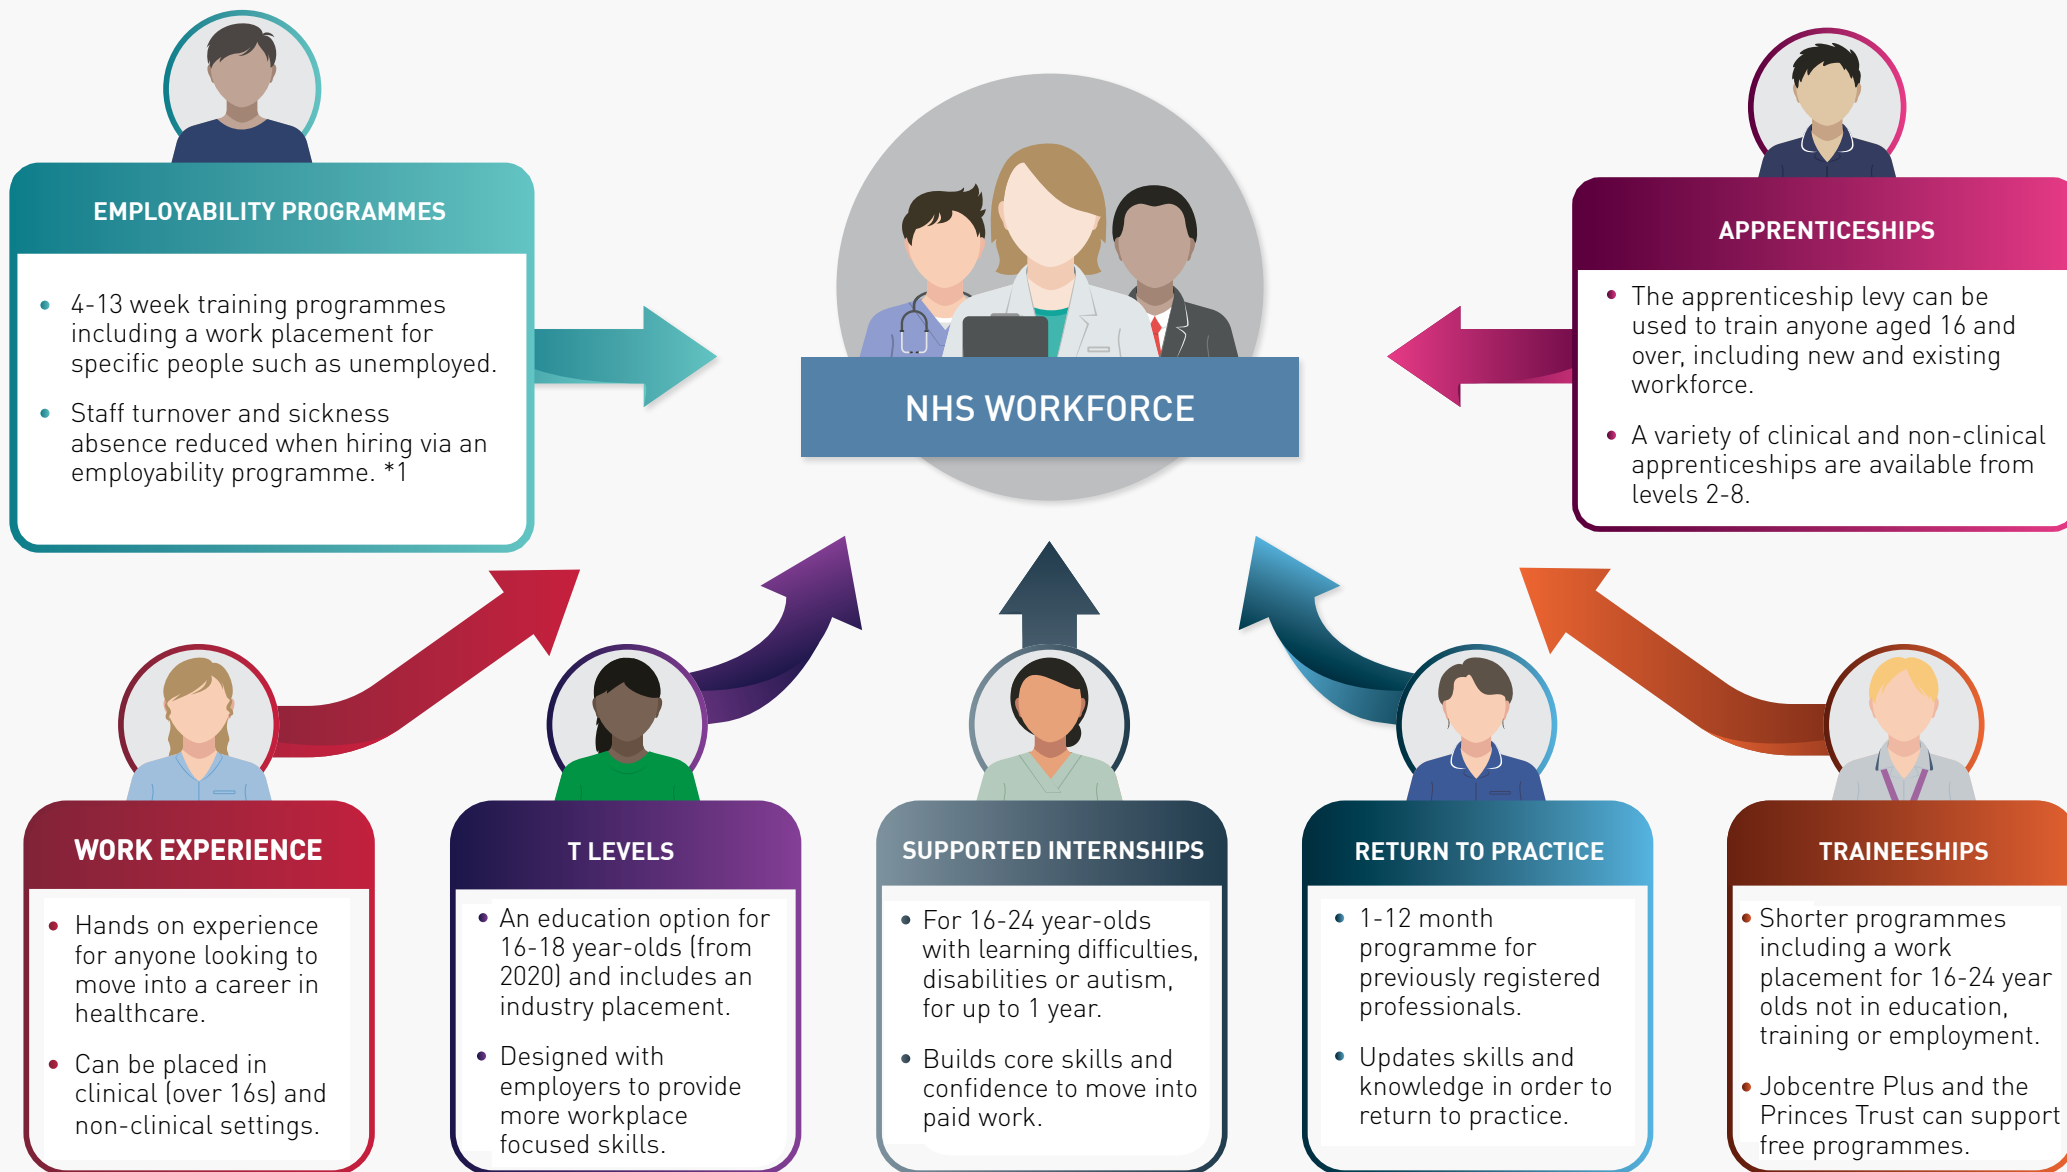 EMPLOYABILITY PROGRAMMES
• 4-13 week training programmes
including a work placement for
specific people such as unemployed.
• Staff turnover and sickness
absence reduced when hiring via an
employability programme. *1
NHS WORKFORCE
APPRENTICESHIPS
• The apprenticeship levy can be
used to train anyone aged 16 and
over, including new and existing
workforce.
• A variety of clinical and non-clinical
apprenticeships are available from
levels 2-8.
WORK EXPERIENCE
• Hands on experience
for anyone looking to
move into a career in
healthcare.
• Can be placed in
clinical (over 16s) and
non-clinical settings.
T LEVELS
• An education option for
16-18 year-olds (from
2020) and includes an
industry placement.
• Designed with
employers to provide
more workplace
focused skills.
SUPPORTED INTERNSHIPS
• For 16-24 year-olds
with learning difficulties,
disabilities or autism,
for up to 1 year.
• Builds core skills and
confidence to move into
paid work.
RETURN TO PRACTICE
• 1-12 month
programme for
previously registered
professionals.
• Updates skills and
knowledge in order to
return to practice.
TRAINEESHIPS
• Shorter programmes
including a work
placement for 16-24 year
olds not in education,
training or employment.
• Jobcentre Plus and the
Princes Trust can support
free programmes.